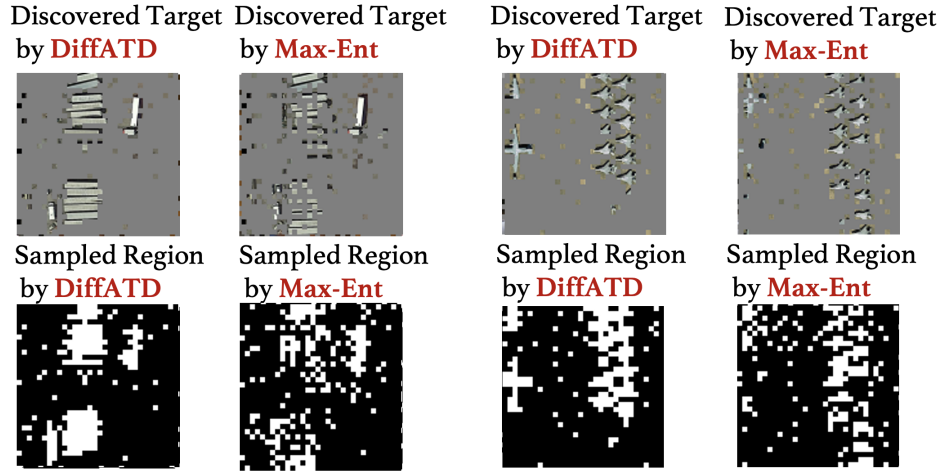 Discovered Target
by DiffATD
Discovered Target
by Max-Ent
Discovered Target
by DiffATD
Discovered Target
by Max-Ent
Sampled Region
by DiffATD
Sampled Region
by Max-Ent
Sampled Region
by DiffATD
Sampled Region
by Max-Ent